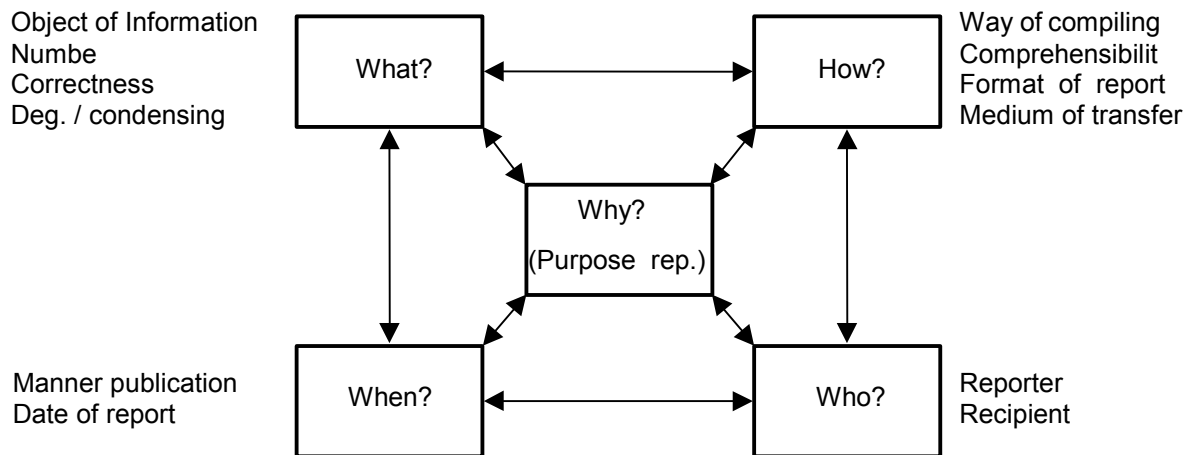 Object of Information
Numbe
Correctness
Deg. / condensing
What?
How?
Way of compiling
Comprehensibilit
Format of report
Medium of transfer
Why?
(Purpose rep.)
Manner publication
Date of report
When?
Who?
Reporter
Recipient